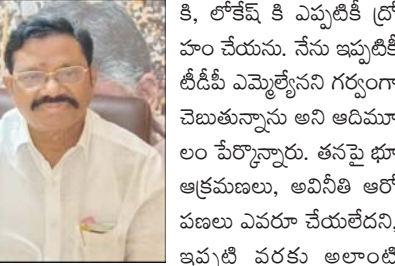 కి, లోకేష్ కి ఎప్పటికీ ద్రో
హం చేయను. నేను ఇప్పటికీ
టీడీపీ ఎమ్మెల్యేనని గర్వంగా
చెబుతున్నాను అని ఆదిమూ
లం పేర్కొన్నారు. తనపై భూ
ఆక్రమణలు, అవినీతి ఆరో
పణలు ఎవరూ చేయలేదని,
ఇప్పటి వరకు అలాంటి